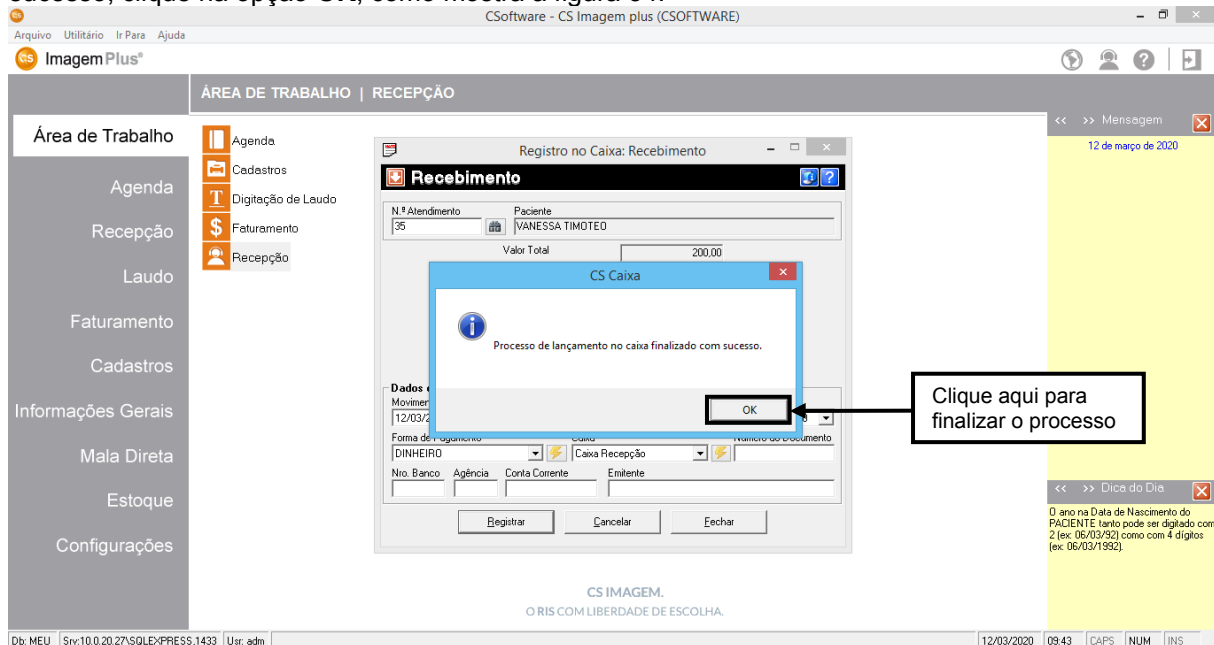 CSoftware - CS Imagem plus (CSOFTWARE)
Arquivo Utilitário Ir Para Ajuda
cs ImagemPlus®
ÁREA DE TRABALHO | RECEPÇÃO
Área de Trabalho
Agenda
Recepção
Laudo
Faturamento
Cadastros
Informações Gerais
Mala Direta
Estoque
Configurações
Agenda
Cadastros
Digitação de Laudo
Faturamento
Recepção
Registro no Caixa: Recebimento
Recebimento
N.º Atendimento Paciente
35 VANESSA TIMOTEO
Valor Total 200,00
CS Caixa
Processo de lançamento no caixa finalizado com sucesso.
OK
Dados
12/03/2
Forma de Pagamento Caixa Número do Documento
DINHEIRO Caixa Recepção
Nro. Banco Agência Conta Corrente Emitente
Registrar Cancelar Fechar
Clique aqui para
finalizar o processo
<< >> Mensagem
12 de março de 2020
<< >> Dica do Dia
O ano na Data de Nascimento do
PACIENTE tanto pode ser digitado com
2 (ex: 06/03/92) como com 4 dígitos
(ex: 06/03/1992).
CS IMAGEM.
O RIS COM LIBERDADE DE ESCOLHA.
Db: MEU Srv:10.0.20.27\SQLEXPRESS,1433 Usr: adm 12/03/2020 09:43 CAPS NUM INS